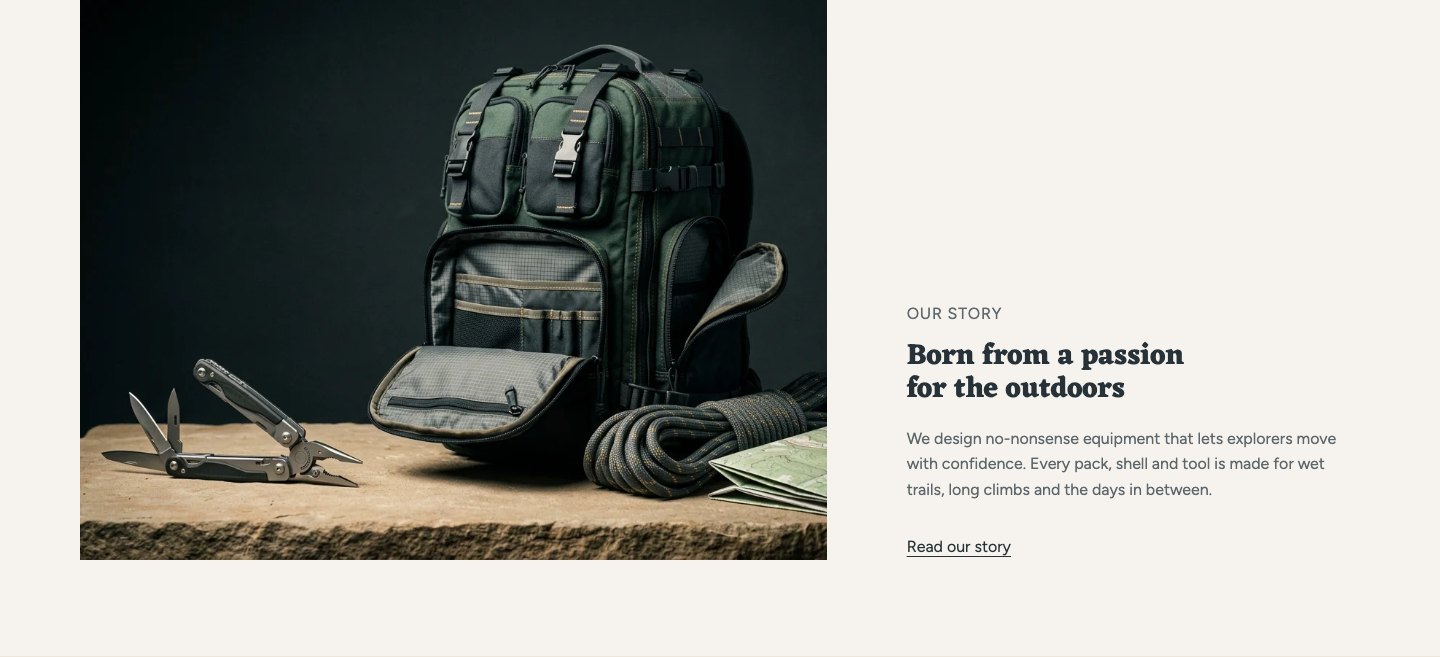 OUR STORY
Born from a passion
for the outdoors
We design no-nonsense equipment that lets explorers move
with confidence. Every pack, shell and tool is made for wet
trails, long climbs and the days in between.
Read our story